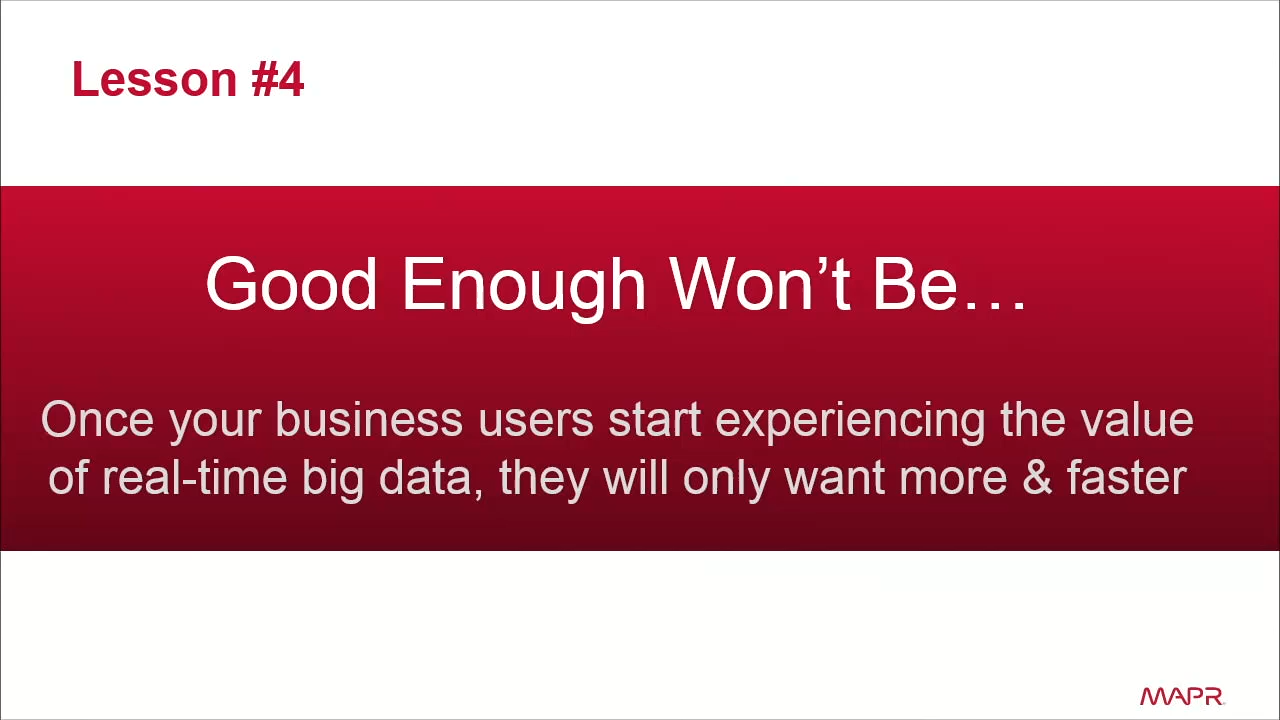 Lesson #4
Good Enough Won’t Be…
Once your business users start experiencing the value
of real-time big data, they will only want more & faster
MAPR